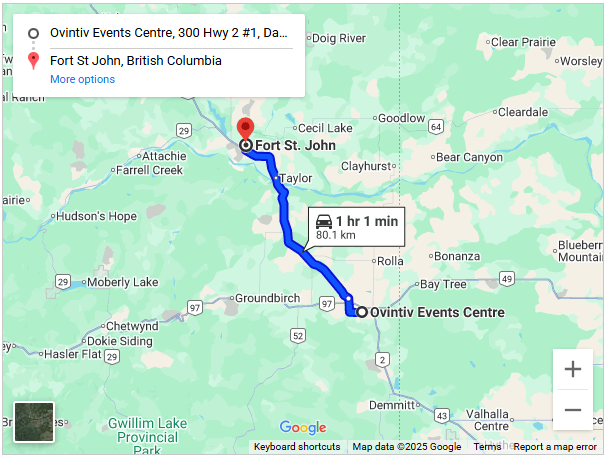 Ovintiv Events Centre, 300 Hwy 2 #1, Da...
Fort St John, British Columbia
More options
Doig River
Clear Prairie
Worsley
29
Cecil Lake
Goodlow
64
Cleardale
Fort St. John
Attachie
Farrell Creek
Taylor
Clayhurst
Bear Canyon
Hudson's Hope
1 hr 1 min
80.1 km
Rolla
Bonanza
Blueberry
Mountain
29
Moberly Lake
Bay Tree
49
Groundbirch
97
97
Ovintiv Events Centre
Chetwynd
52
Dokie Siding
Hasler Flat
29
2
+
−
Demmitt
43
Valhalla
Centre
Gwillim Lake
Provincial
Park
Google
Keyboard shortcuts
Map data ©2025 Google
Terms
Report a map error